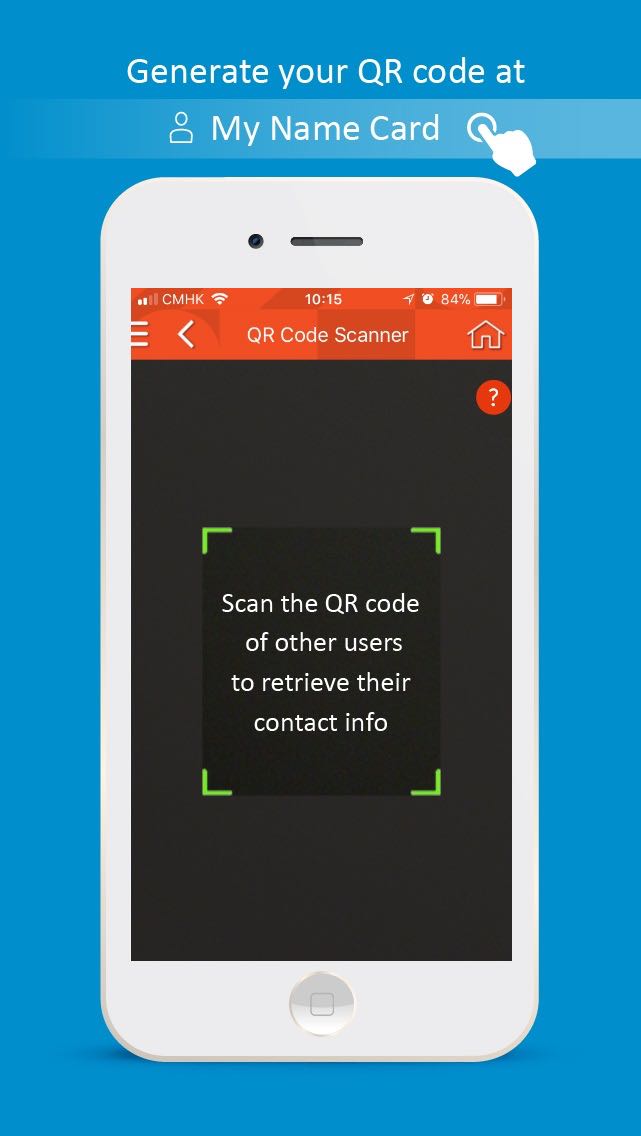 Generate your QR code at
My Name Card
CMHK 10:15 84%
QR Code Scanner
?
Scan the QR code
of other users
to retrieve their
contact info